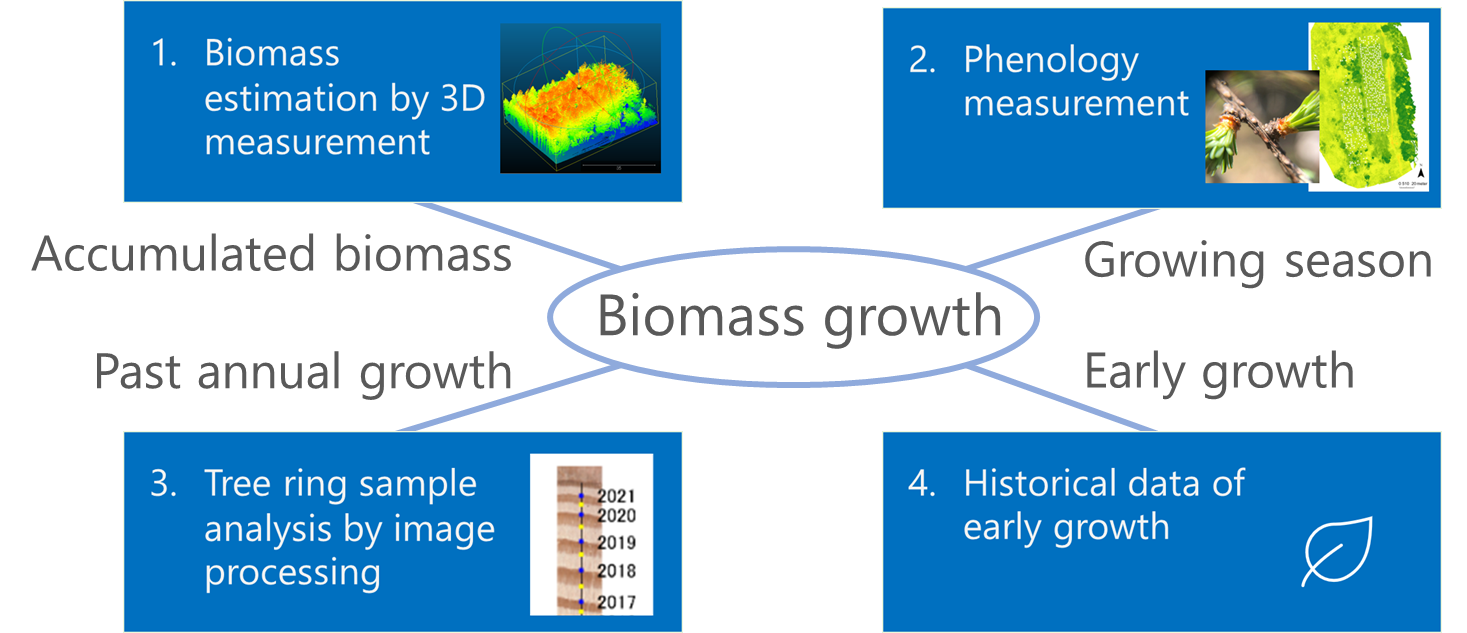 1. Biomass
estimation by 3D
measurement
2. Phenology
measurement
Accumulated biomass
Growing season
Biomass growth
Past annual growth
Early growth
3. Tree ring sample
analysis by image
processing
2021
2020
2019
2018
2017
4. Historical data of
early growth